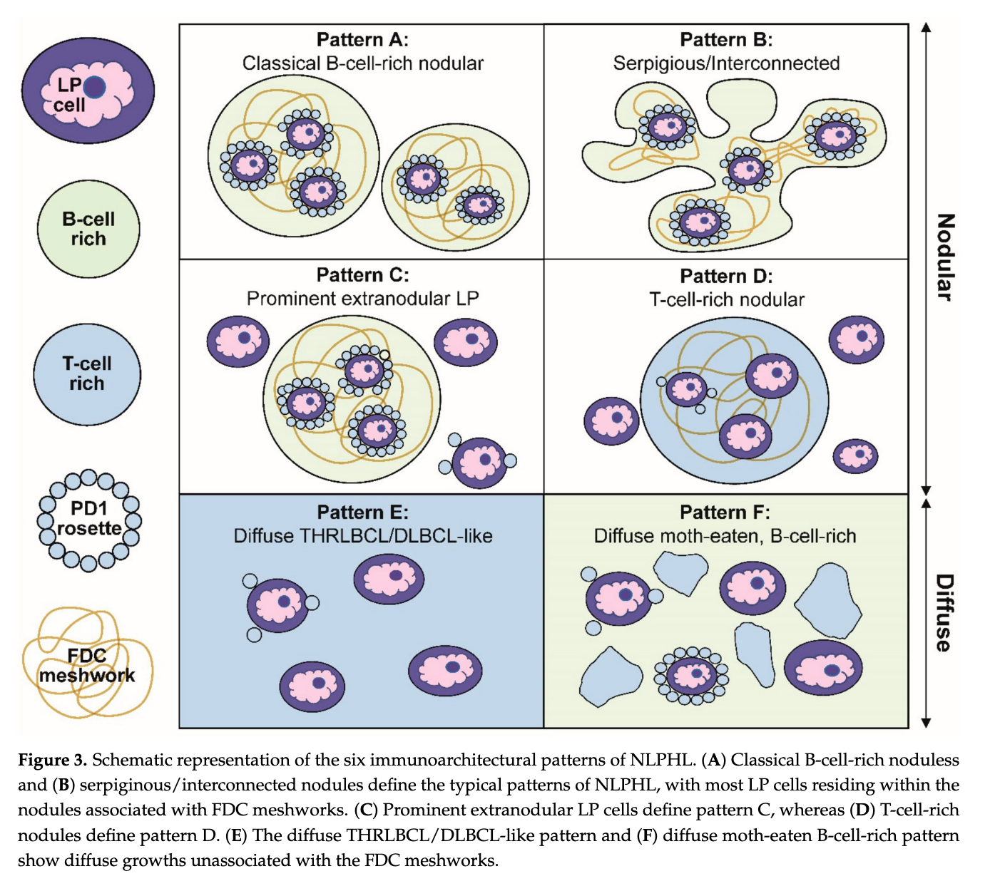 LP
cell
B-cell
rich
T-cell
rich
PD1
rosette
FDC
meshwork
Pattern A:
Classical B-cell-rich nodular
Pattern B:
Serpigious/Interconnected
Pattern C:
Prominent extranodular LP
Pattern D:
T-cell-rich nodular
Pattern E:
Diffuse THRLBCL/DLBCL-like
Pattern F:
Diffuse moth-eaten, B-cell-rich
Nodular
Diffuse
Figure 3. Schematic representation of the six immunoarchitectural patterns of NLPHL. (A) Classical B-cell-rich noduless
and (B) serpiginous/interconnected nodules define the typical patterns of NLPHL, with most LP cells residing within the
nodules associated with FDC meshworks. (C) Prominent extranodular LP cells define pattern C, whereas (D) T-cell-rich
nodules define pattern D. (E) The diffuse THRLBCL/DLBCL-like pattern and (F) diffuse moth-eaten B-cell-rich pattern
show diffuse growths unassociated with the FDC meshworks.